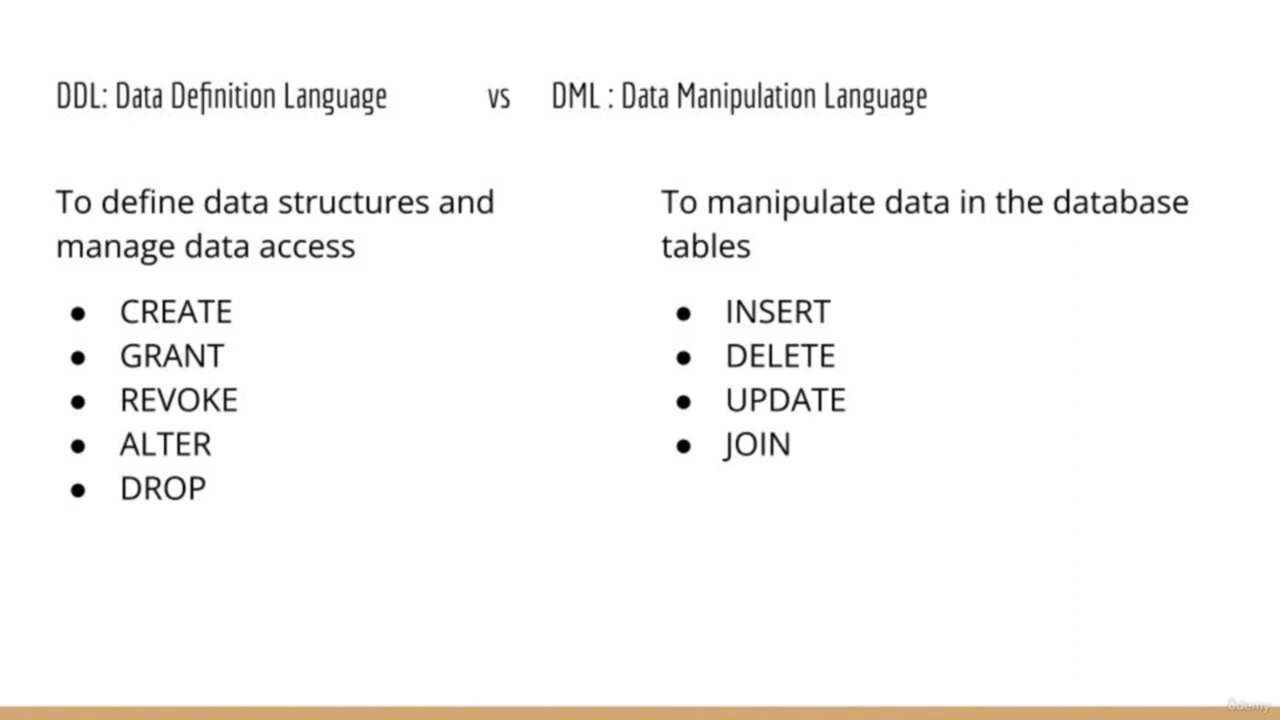 DDL: Data Definition Language vs DML : Data Manipulation Language
To define data structures and
manage data access
● CREATE
● GRANT
● REVOKE
● ALTER
● DROP
To manipulate data in the database
tables
● INSERT
● DELETE
● UPDATE
● JOIN
ûdemy